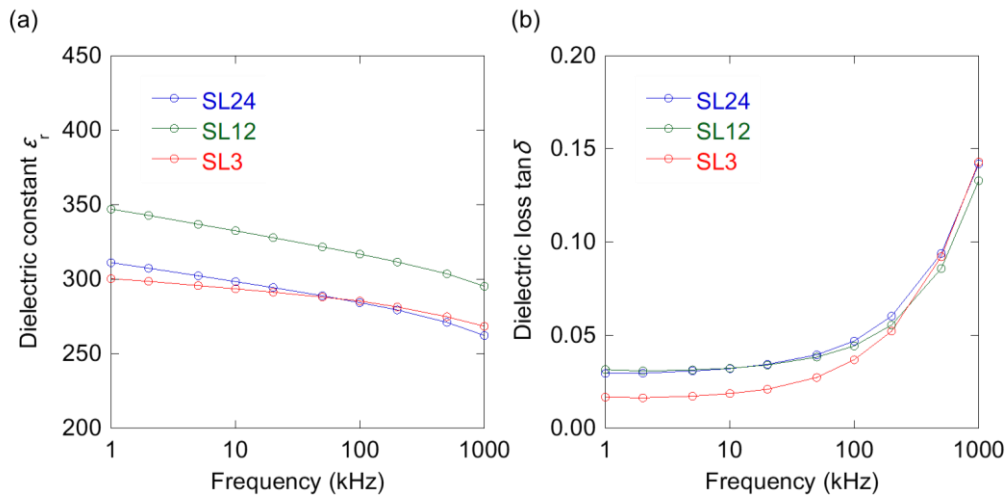 (a)
450
400
350
300
250
200
Dielectric constant εr
SL24
SL12
SL3
1 10 100 1000
Frequency (kHz)
(b)
0.20
0.15
0.10
0.05
0.00
Dielectric loss tanδ
SL24
SL12
SL3
1 10 100 1000
Frequency (kHz)